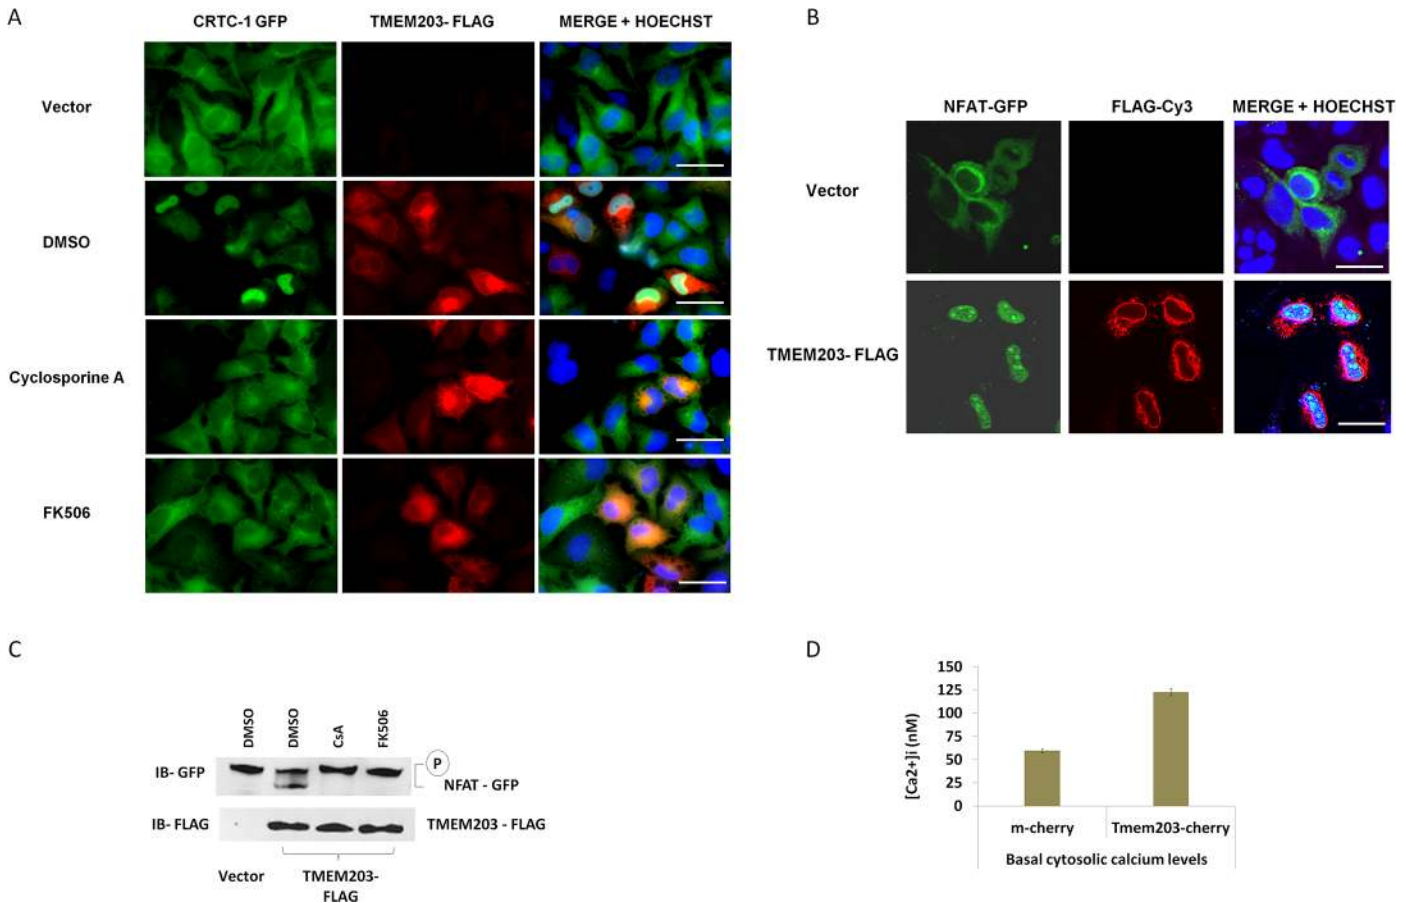 A
CRTC-1 GFP TMEM203- FLAG MERGE + HOECHST
Vector
DMSO
Cyclosporine A
FK506
B
NFAT-GFP FLAG-Cy3 MERGE + HOECHST
Vector
TMEM203- FLAG
C
DMSO DMSO CsA FK506
IB- GFP P
NFAT - GFP
IB- FLAG TMEM203 - FLAG
Vector TMEM203-
FLAG
D
150
125
100
75
50
25
0
[Ca2+]i (nM)
m-cherry Tmem203-cherry
Basal cytosolic calcium levels